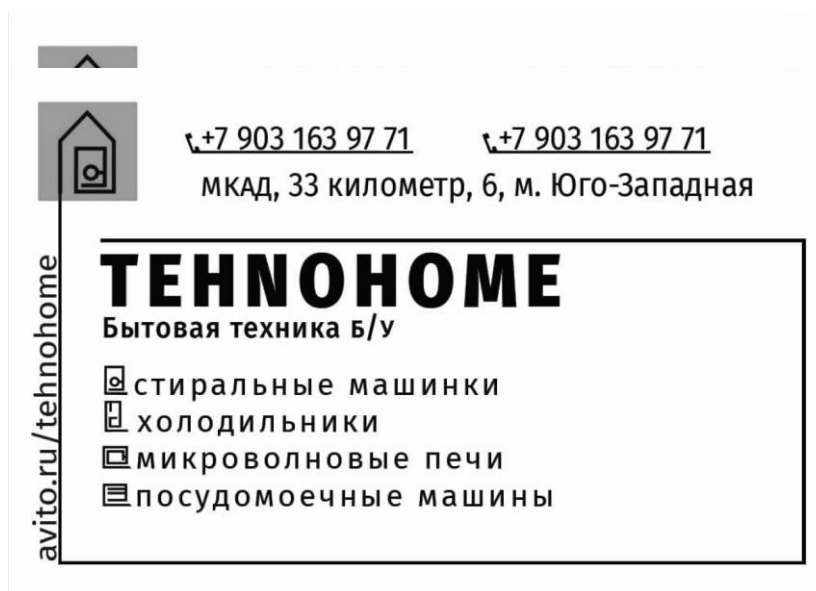 +7 903 163 97 71 +7 903 163 97 71
МКАД, 33 километр, 6, м. Юго-Западная
TEHNOHOME
Бытовая техника Б/У
стиральные машинки
холодильники
микроволновые печи
посудомоечные машины
avito.ru/tehnohome